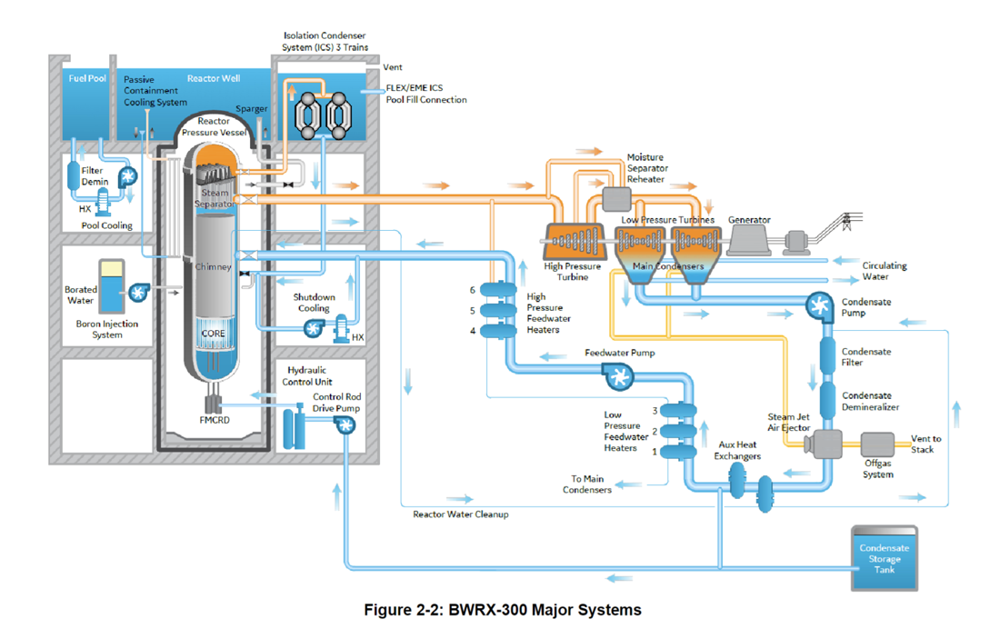 Isolation Condenser
System (ICS) 3 Trains
Vent
FLEX/EME ICS
Pool Fill Connection
Fuel Pool
Passive
Containment
Cooling System
Reactor Well
Sparger
Reactor
Pressure Vessel
Filter
Demin
HX
Pool Cooling
Steam
Separator
Moisture
Separator
Reheater
Low Pressure Turbines
Generator
High Pressure
Turbine
Main Condensers
Circulating
Water
Chimney
Borated
Water
Boron Injection
System
Shutdown
Cooling
HX
CORE
6
5
4
High
Pressure
Feedwater
Heaters
Condensate
Pump
Feedwater Pump
Condensate
Filter
Hydraulic
Control Unit
Control Rod
Drive Pump
FMCRD
Condensate
Demineralizer
Low
Pressure
Feedwater
Heaters
3
2
1
Steam Jet
Air Ejector
Aux Heat
Exchangers
Vent to
Stack
Offgas
System
To Main
Condensers
Reactor Water Cleanup
Condensate
Storage
Tank
Figure 2-2: BWRX-300 Major Systems